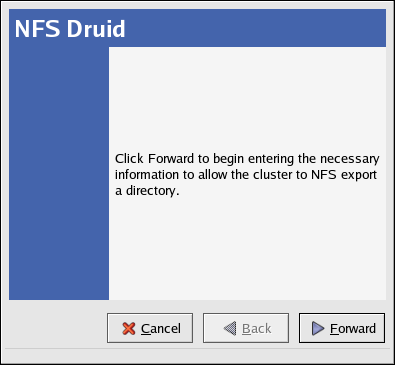 NFS Druid
Click Forward to begin entering the necessary
information to allow the cluster to NFS export
a directory.
Cancel
Back
Forward